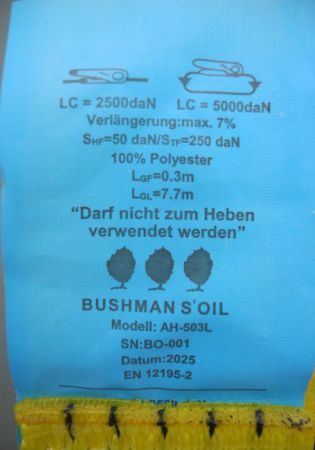 LC = 2500daN LC = 5000daN
Verlängerung:max. 7%
SHF=50 daN/STF=250 daN
100% Polyester
LGF=0.3m
LGL=7.7m
“Darf nicht zum Heben
verwendet werden”
BUSHMAN S'OIL
Modell: AH-503L
SN:BO-001
Datum:2025
EN 12195-2